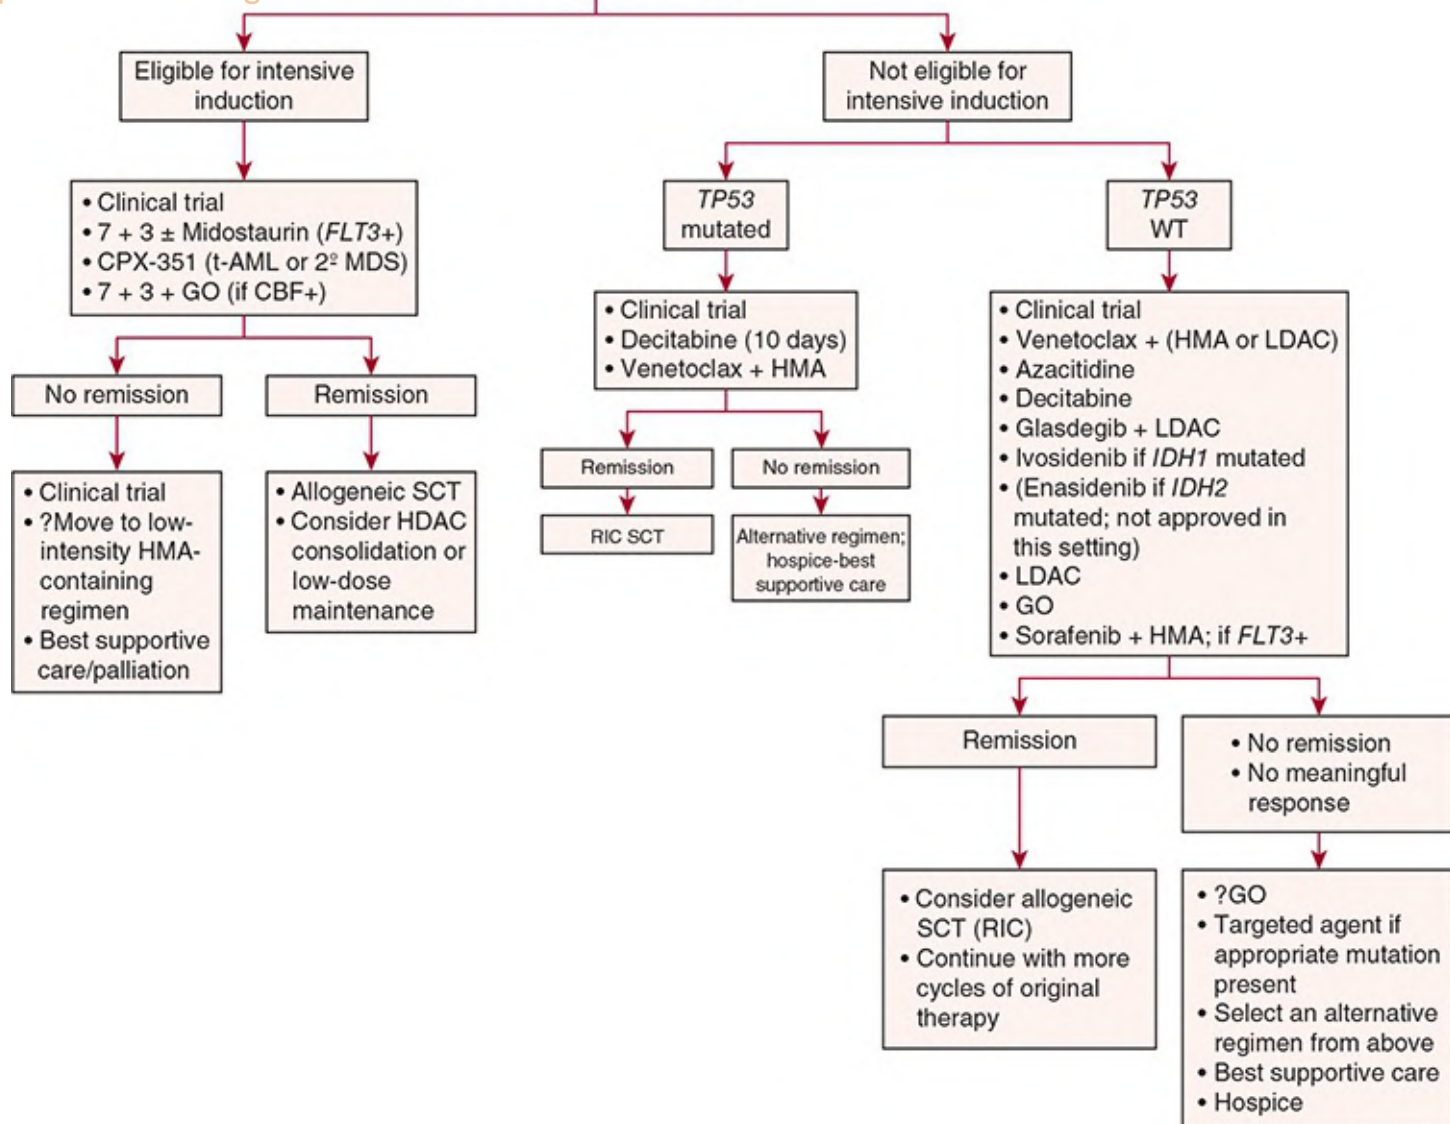 Eligible for intensive
induction
Not eligible for
intensive induction
• Clinical trial
• 7 + 3 ± Midostaurin (FLT3+)
• CPX-351 (t-AML or 2º MDS)
• 7 + 3 + GO (if CBF+)
TP53
mutated
TP53
WT
No remission
Remission
• Clinical trial
• ?Move to low-
intensity HMA-
containing
regimen
• Best supportive
care/palliation
• Allogeneic SCT
• Consider HDAC
consolidation or
low-dose
maintenance
• Clinical trial
• Decitabine (10 days)
• Venetoclax + HMA
Remission
No remission
RIC SCT
Alternative regimen;
hospice-best
supportive care
• Clinical trial
• Venetoclax + (HMA or LDAC)
• Azacitidine
• Decitabine
• Glasdegib + LDAC
• Ivosidenib if IDH1 mutated
• (Enasidenib if IDH2
mutated; not approved in
this setting)
• LDAC
• GO
• Sorafenib + HMA; if FLT3+
Remission
• No remission
• No meaningful
response
• Consider allogeneic
SCT (RIC)
• Continue with more
cycles of original
therapy
• ?GO
• Targeted agent if
appropriate mutation
present
• Select an alternative
regimen from above
• Best supportive care
• Hospice